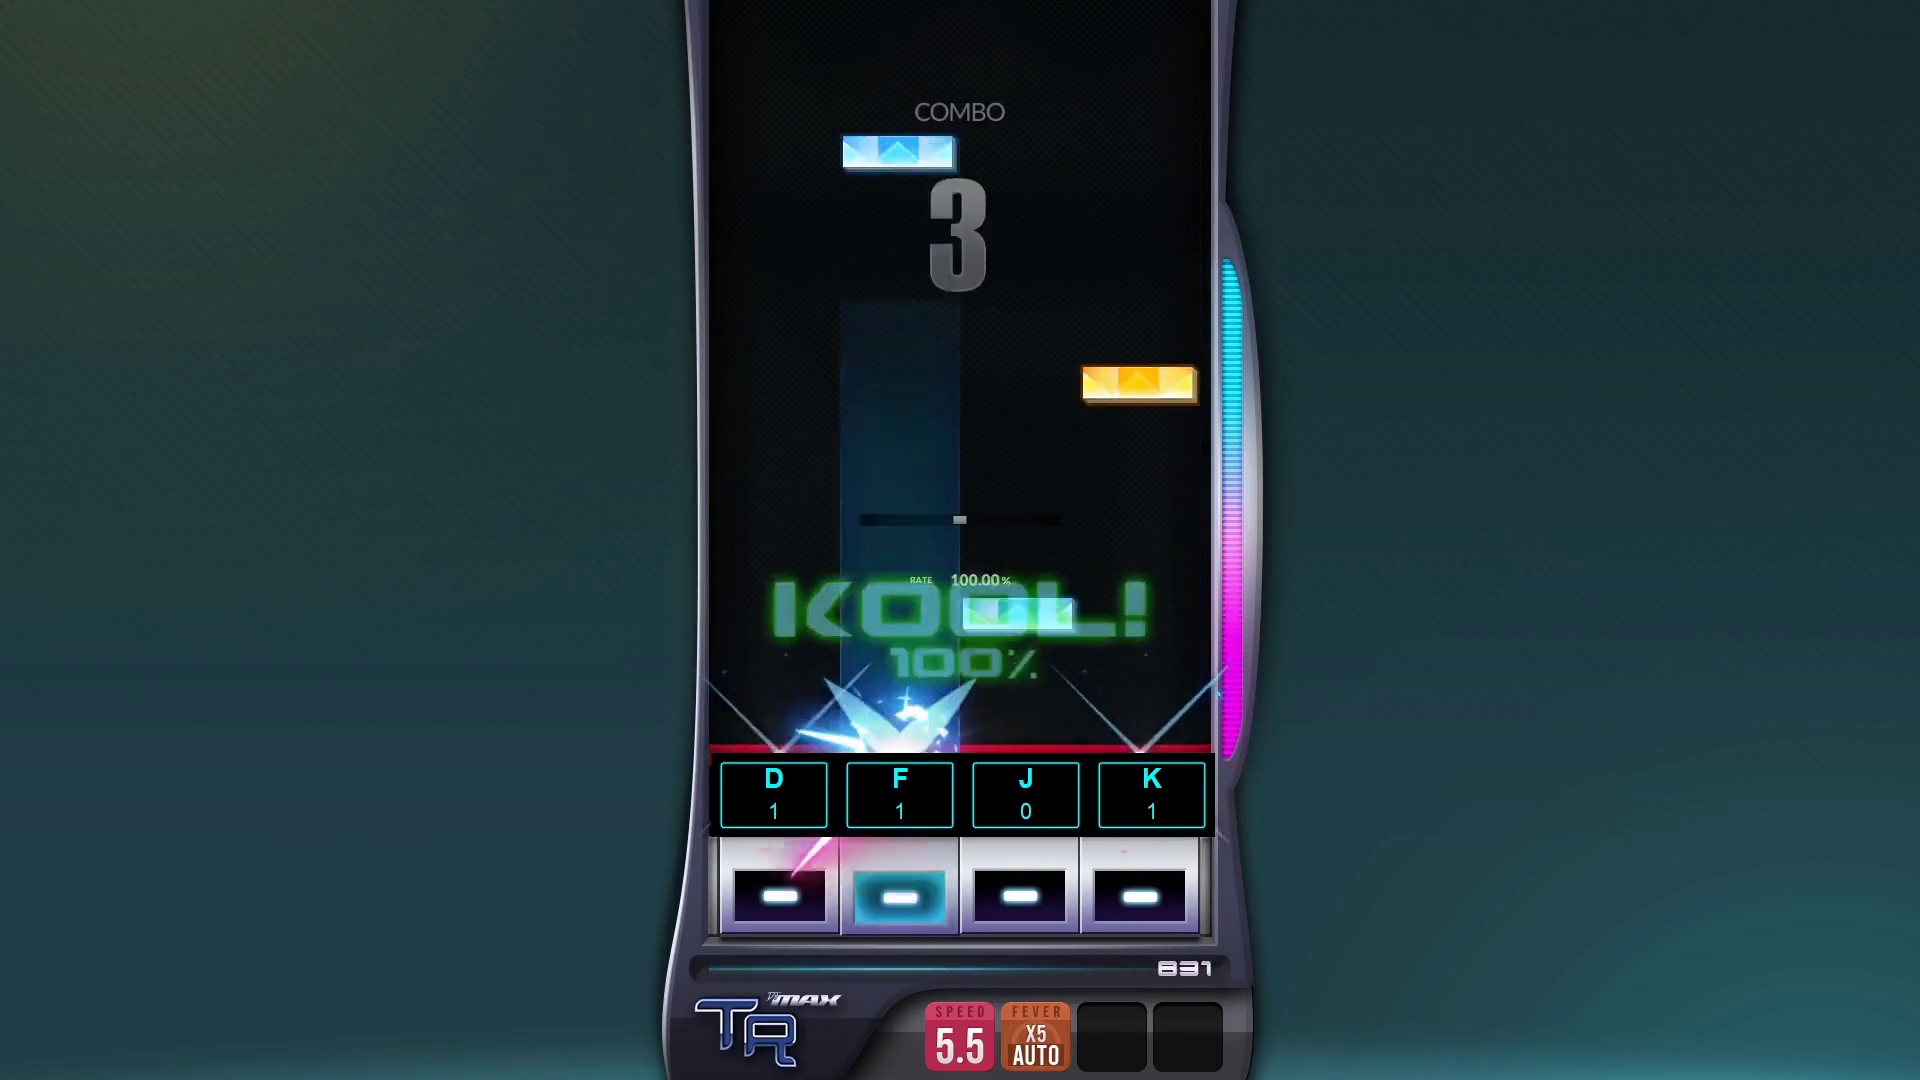 COMBO
3
RATE 100.00%
KOOL!
100%
D F J K
1 1 0 1
831
MAX
TR
SPEED FEVER
5.5 X5
AUTO